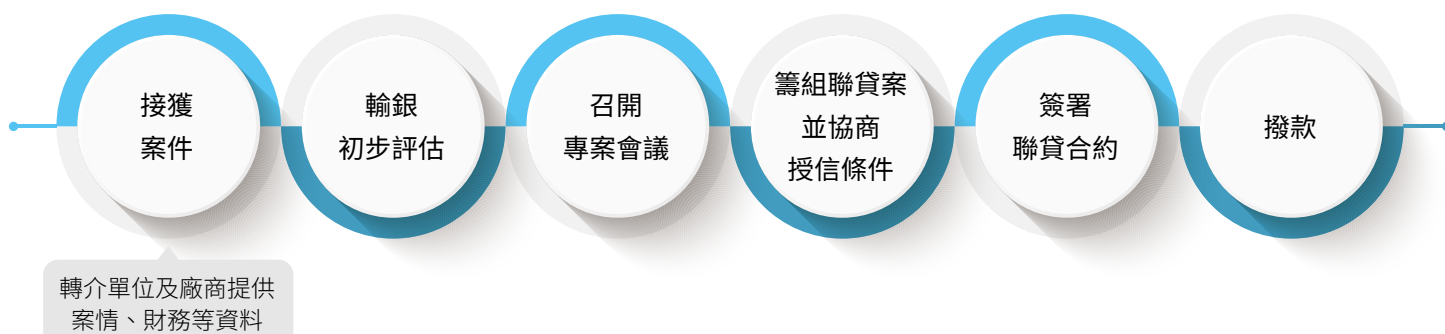 接獲
案件
輸銀
初步評估
召開
專案會議
籌組聯貸案
並協商
授信條件
簽署
聯貸合約
撥款
轉介單位及廠商提供
案情、財務等資料